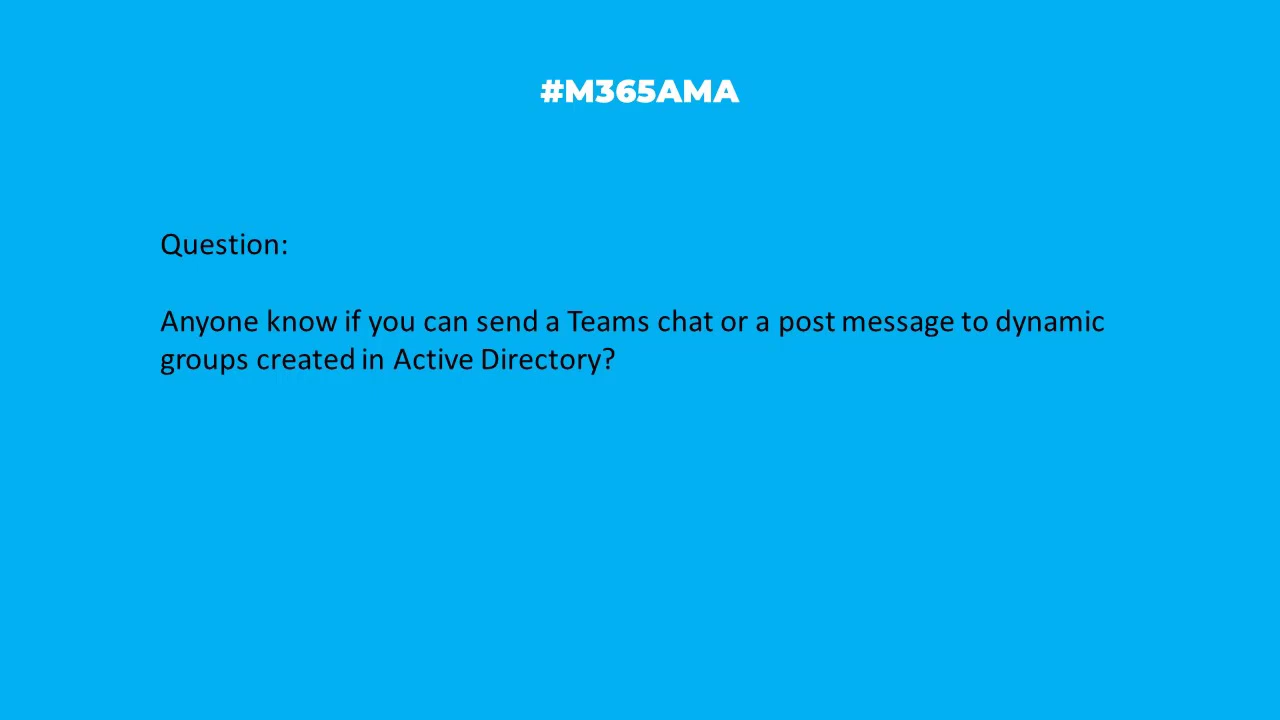 #M365AMA
Question:
Anyone know if you can send a Teams chat or a post message to dynamic
groups created in Active Directory?